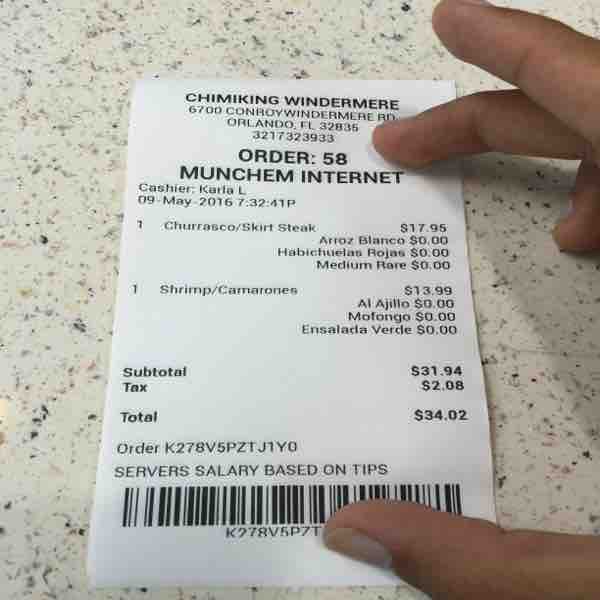 CHIMIKING WINDERMERE
6700 CONROYWINDERMERE RD
ORLANDO, FL 32835
3217323933
ORDER: 58
MUNCHEM INTERNET
Cashier: Karla L
09-May-2016 7:32:41P
1 Churrasco/Skirt Steak $17.95
Arroz Blanco $0.00
Habichuelas Rojas $0.00
Medium Rare $0.00
1 Shrimp/Camarones $13.99
Al Ajillo $0.00
Mofongo $0.00
Ensalada Verde $0.00
Subtotal $31.94
Tax $2.08
Total $34.02
Order K278V5PZTJ1Y0
SERVERS SALARY BASED ON TIPS
K278V5PZT